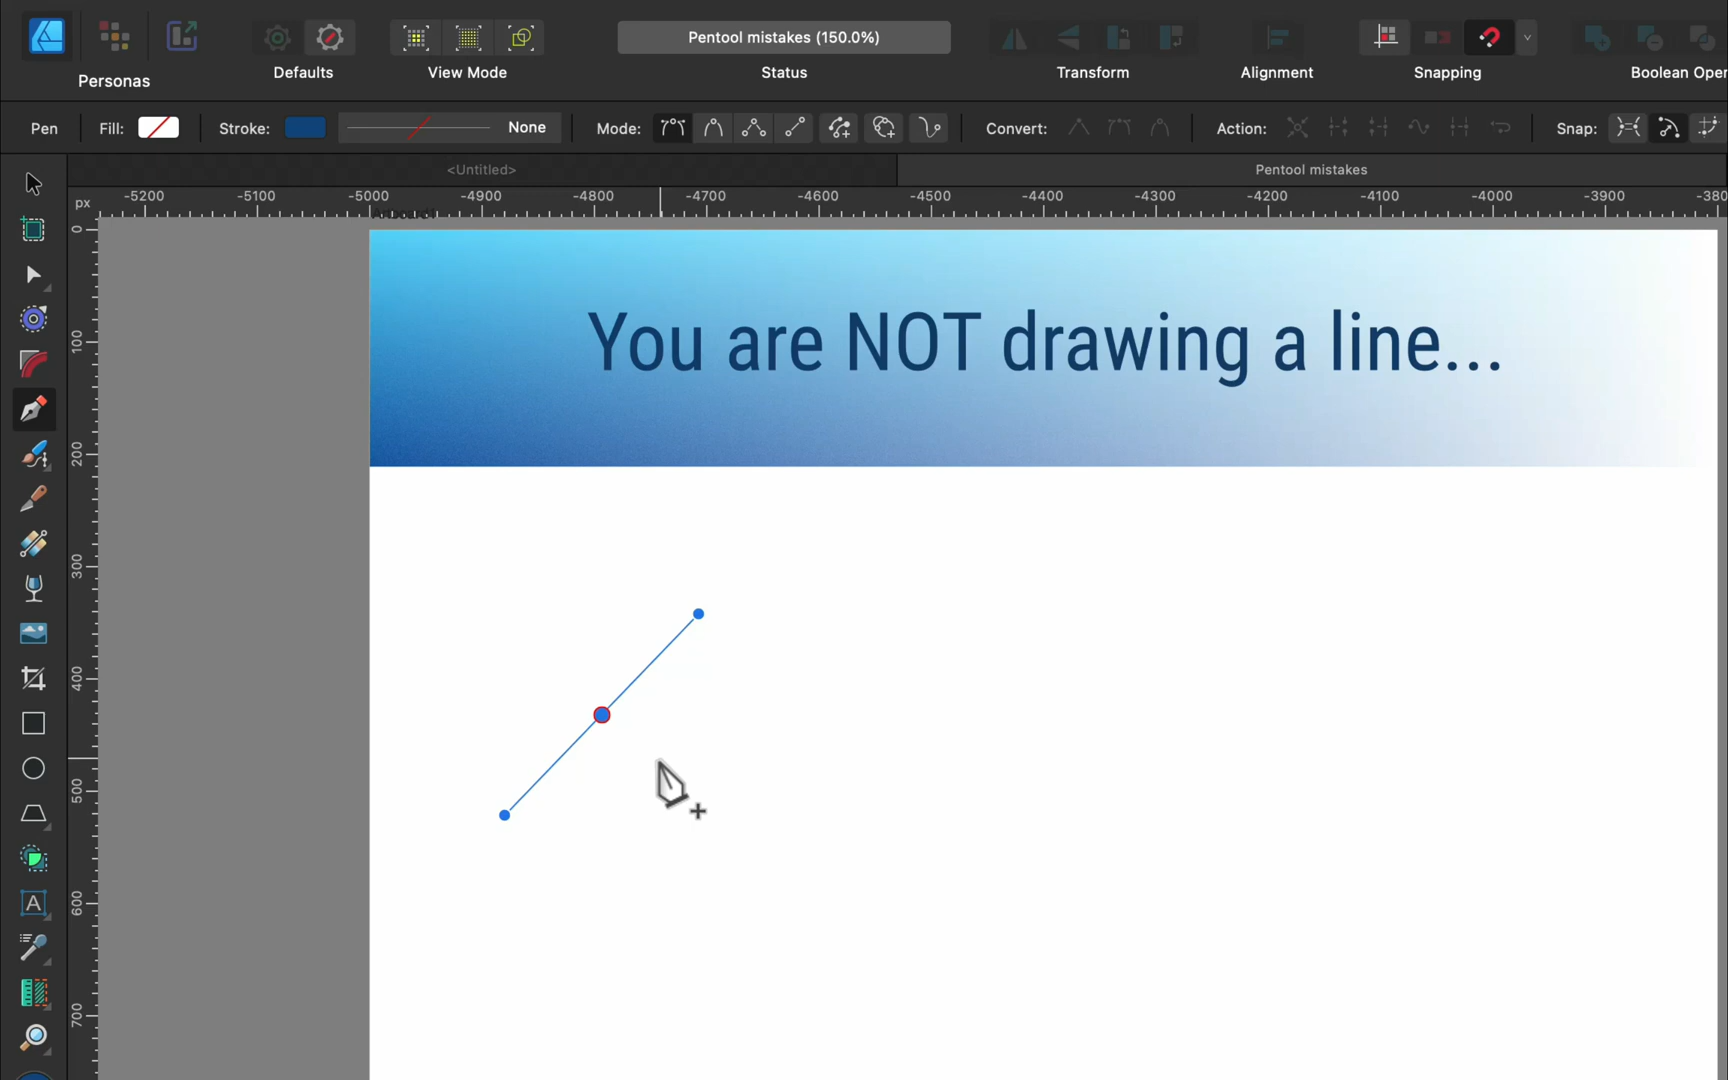 Pentool mistakes (150.0%)
Personas
Defaults
View Mode
Status
Transform
Alignment
Snapping
Boolean Oper
Pen
Fill:
Stroke:
None
Mode:
Convert:
Action:
Snap:
<Untitled>
Pentool mistakes
px
-5200
-5100
-5000
-4900
-4800
-4700
-4600
-4500
-4400
-4300
-4200
-4100
-4000
-3900
-380
0
100
200
300
400
500
600
700
You are NOT drawing a line...
A